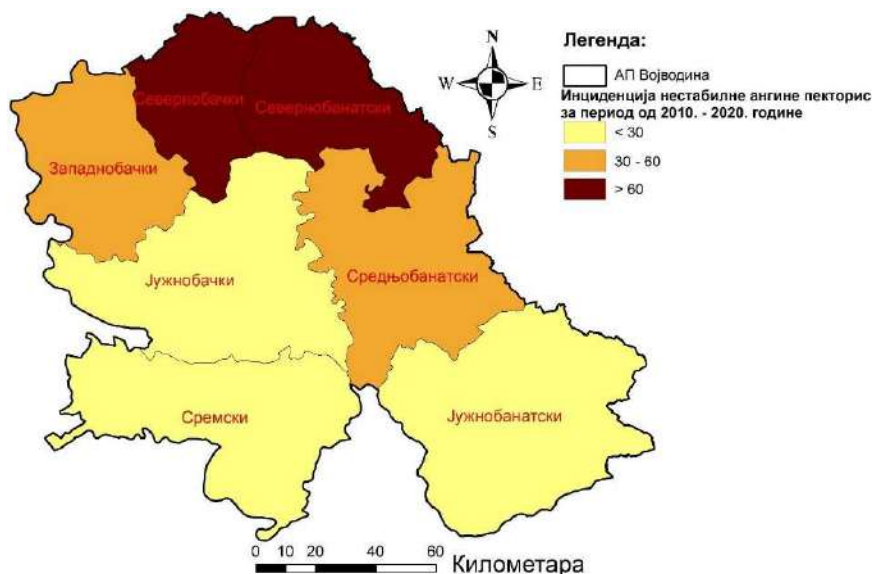 N
W E
S
Легенда:
АП Војводина
Инциденција нестабилне ангине пекторис
за период од 2010. - 2020. године
< 30
30 - 60
> 60
Севернобачки
Севернобанатски
Западнобачки
Јужнобачки
Средњобанатски
Сремски
Јужнобанатски
0 10 20 40 60
Километара